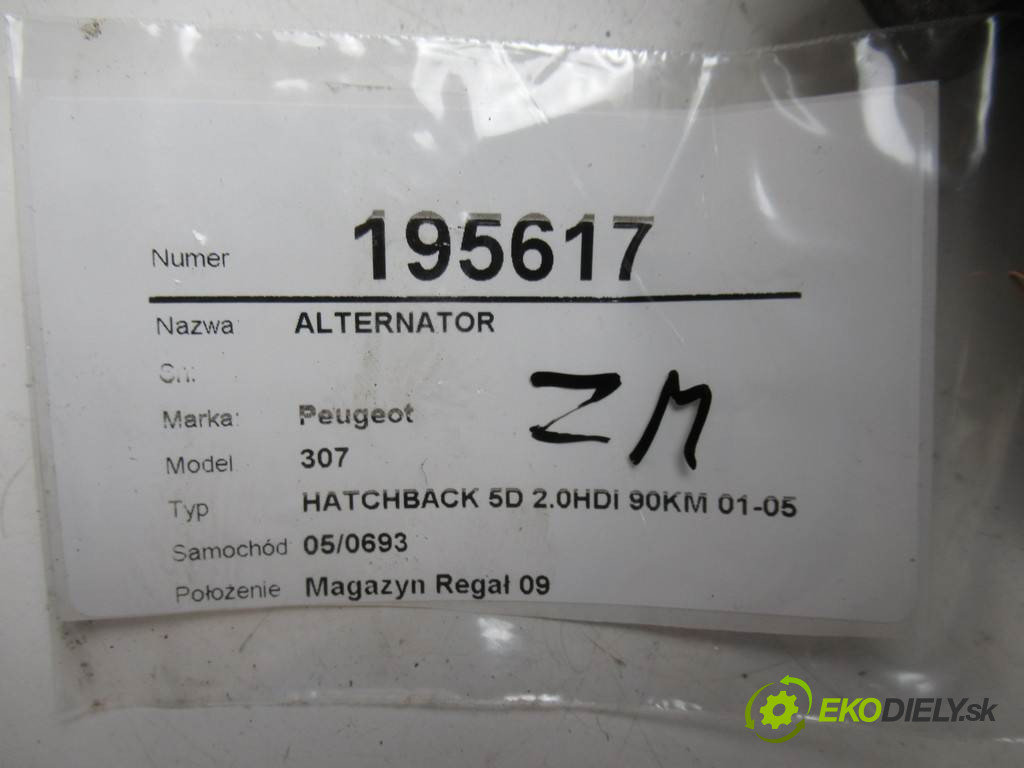 Numer 195617
Nazwa ALTERNATOR
S.n:
Marka: Peugeot
Model 307
Typ HATCHBACK 5D 2.0HDI 90KM 01-05
Samochód 05/0693
Położenie Magazyn Regał 09
ZM
EKODIELY.sk